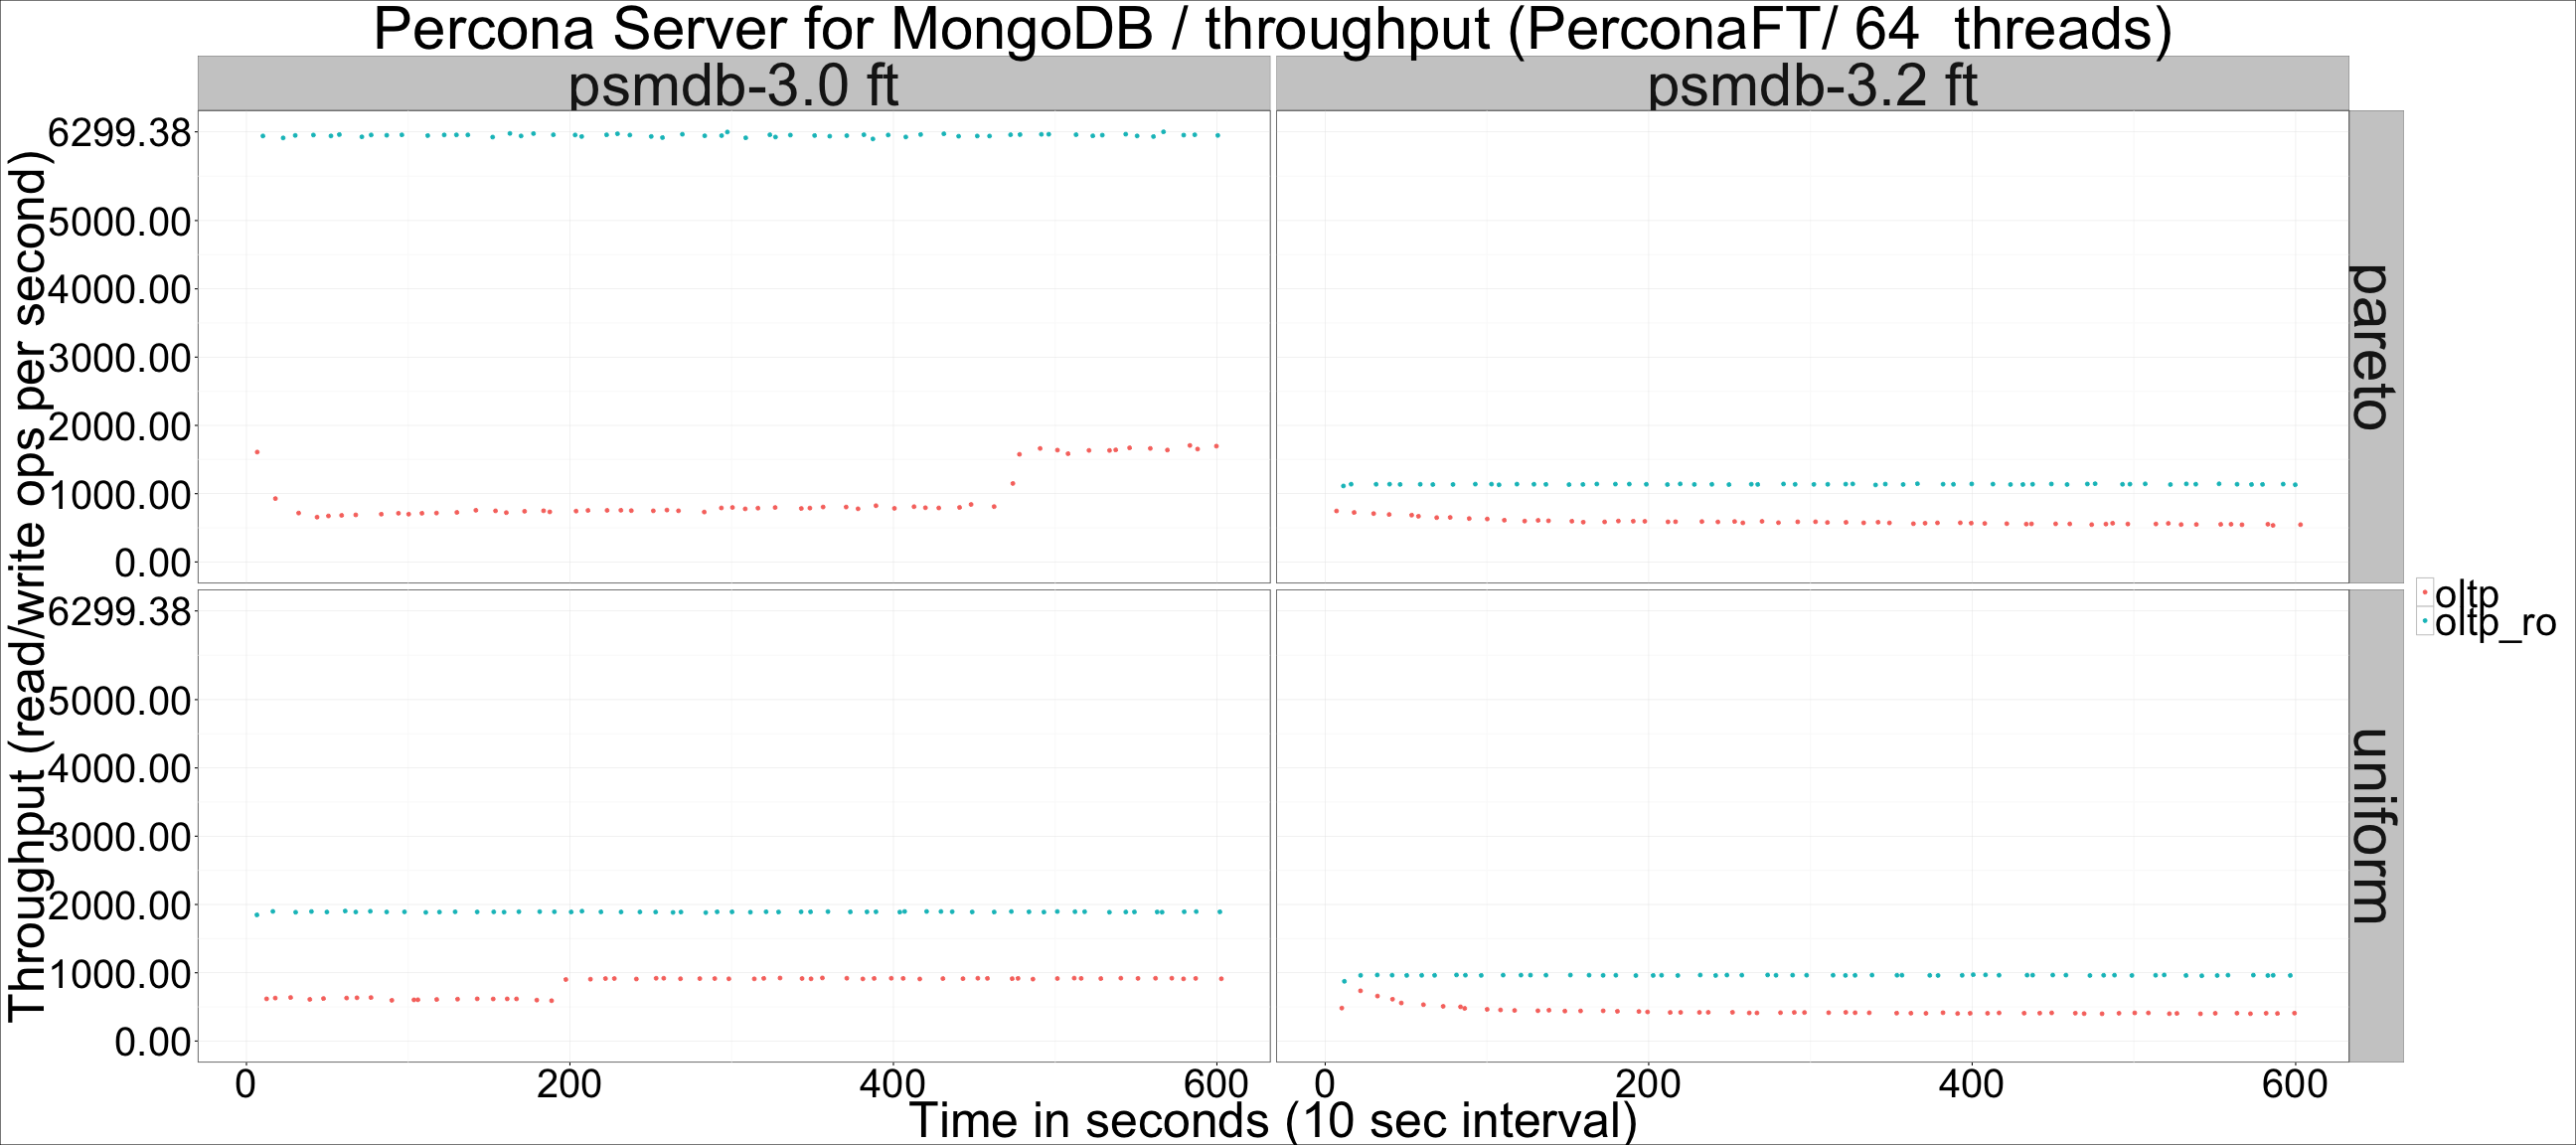 Percona Server for MongoDB / throughput (PerconaFT/ 64  threads)
psmdb-3.0 ft
psmdb-3.2 ft
Throughput (read/write ops per second)
6299.38
5000.00
4000.00
3000.00
2000.00
1000.00
0.00
pareto
6299.38
5000.00
4000.00
3000.00
2000.00
1000.00
0.00
uniform
oltp
oltp_ro
0 200 400 600
0 200 400 600
Time in seconds (10 sec interval)